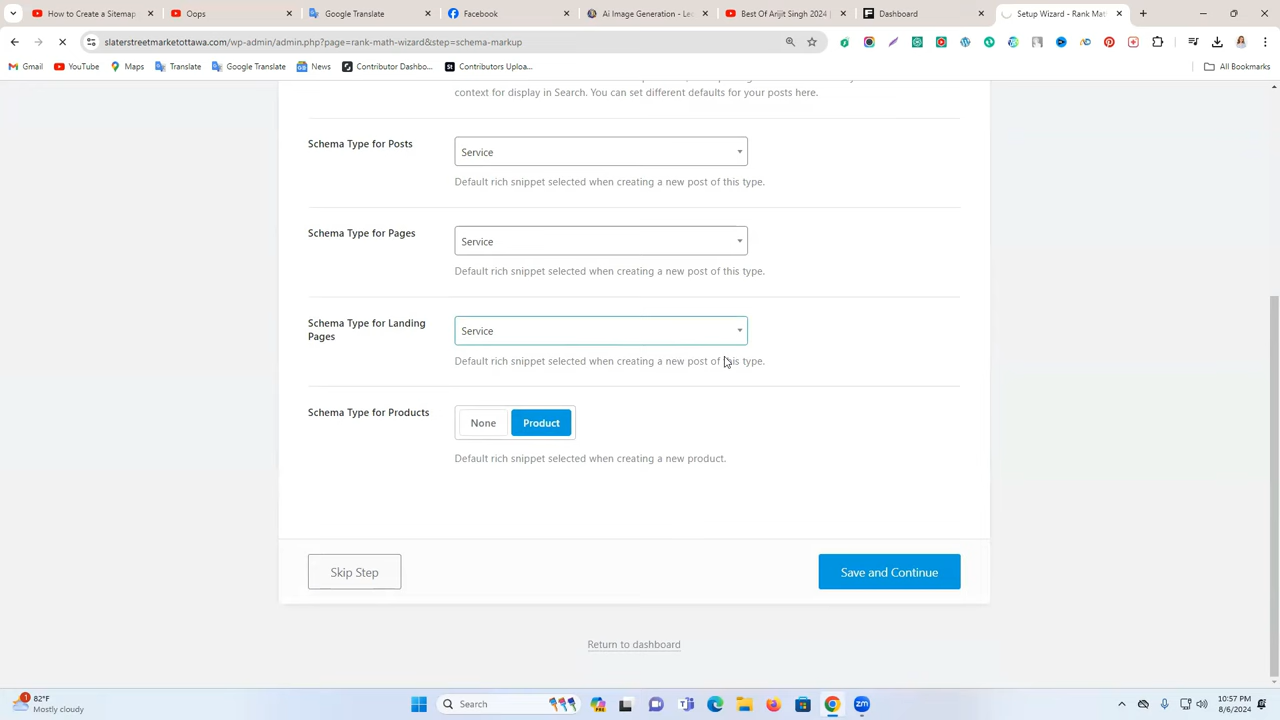 How to Create a Sitemap
Oops
Google Translate
Facebook
Ai Image Generation - Leo
Best Of Arijit Singh 2024 |
Dashboard
Setup Wizard - Rank Mat
slaterstreetmarketottawa.com/wp-admin/admin.php?page=rank-math-wizard&step=schema-markup
Gmail
YouTube
Maps
Translate
Google Translate
News
Contributor Dashbo...
Contributors Uploa...
All Bookmarks
context for display in Search. You can set different defaults for your posts here.
Schema Type for Posts
Service
Default rich snippet selected when creating a new post of this type.
Schema Type for Pages
Service
Default rich snippet selected when creating a new post of this type.
Schema Type for Landing
Pages
Service
Default rich snippet selected when creating a new post of this type.
Schema Type for Products
None
Product
Default rich snippet selected when creating a new product.
Skip Step
Save and Continue
Return to dashboard
1
82°F
Mostly cloudy
Search
10:57 PM
8/6/2024